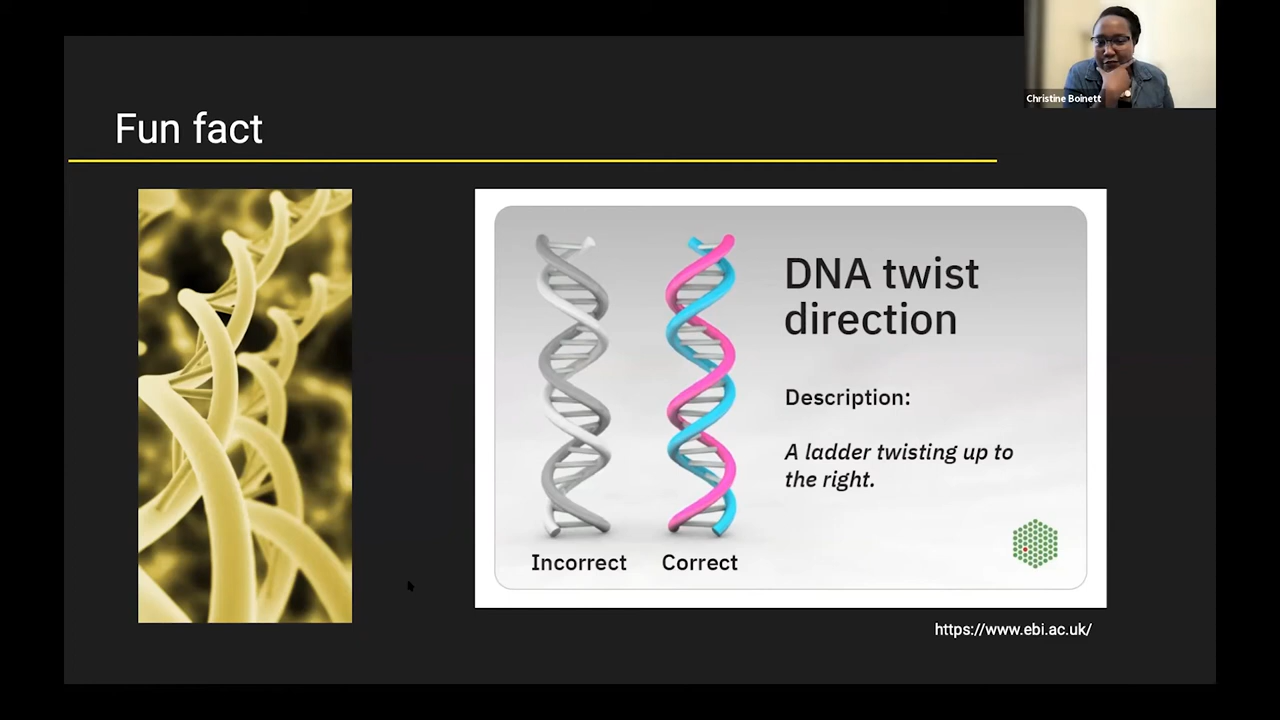 Christine Boinett
Fun fact
DNA twist
direction
Description:
A ladder twisting up to
the right.
Incorrect Correct
https://www.ebi.ac.uk/